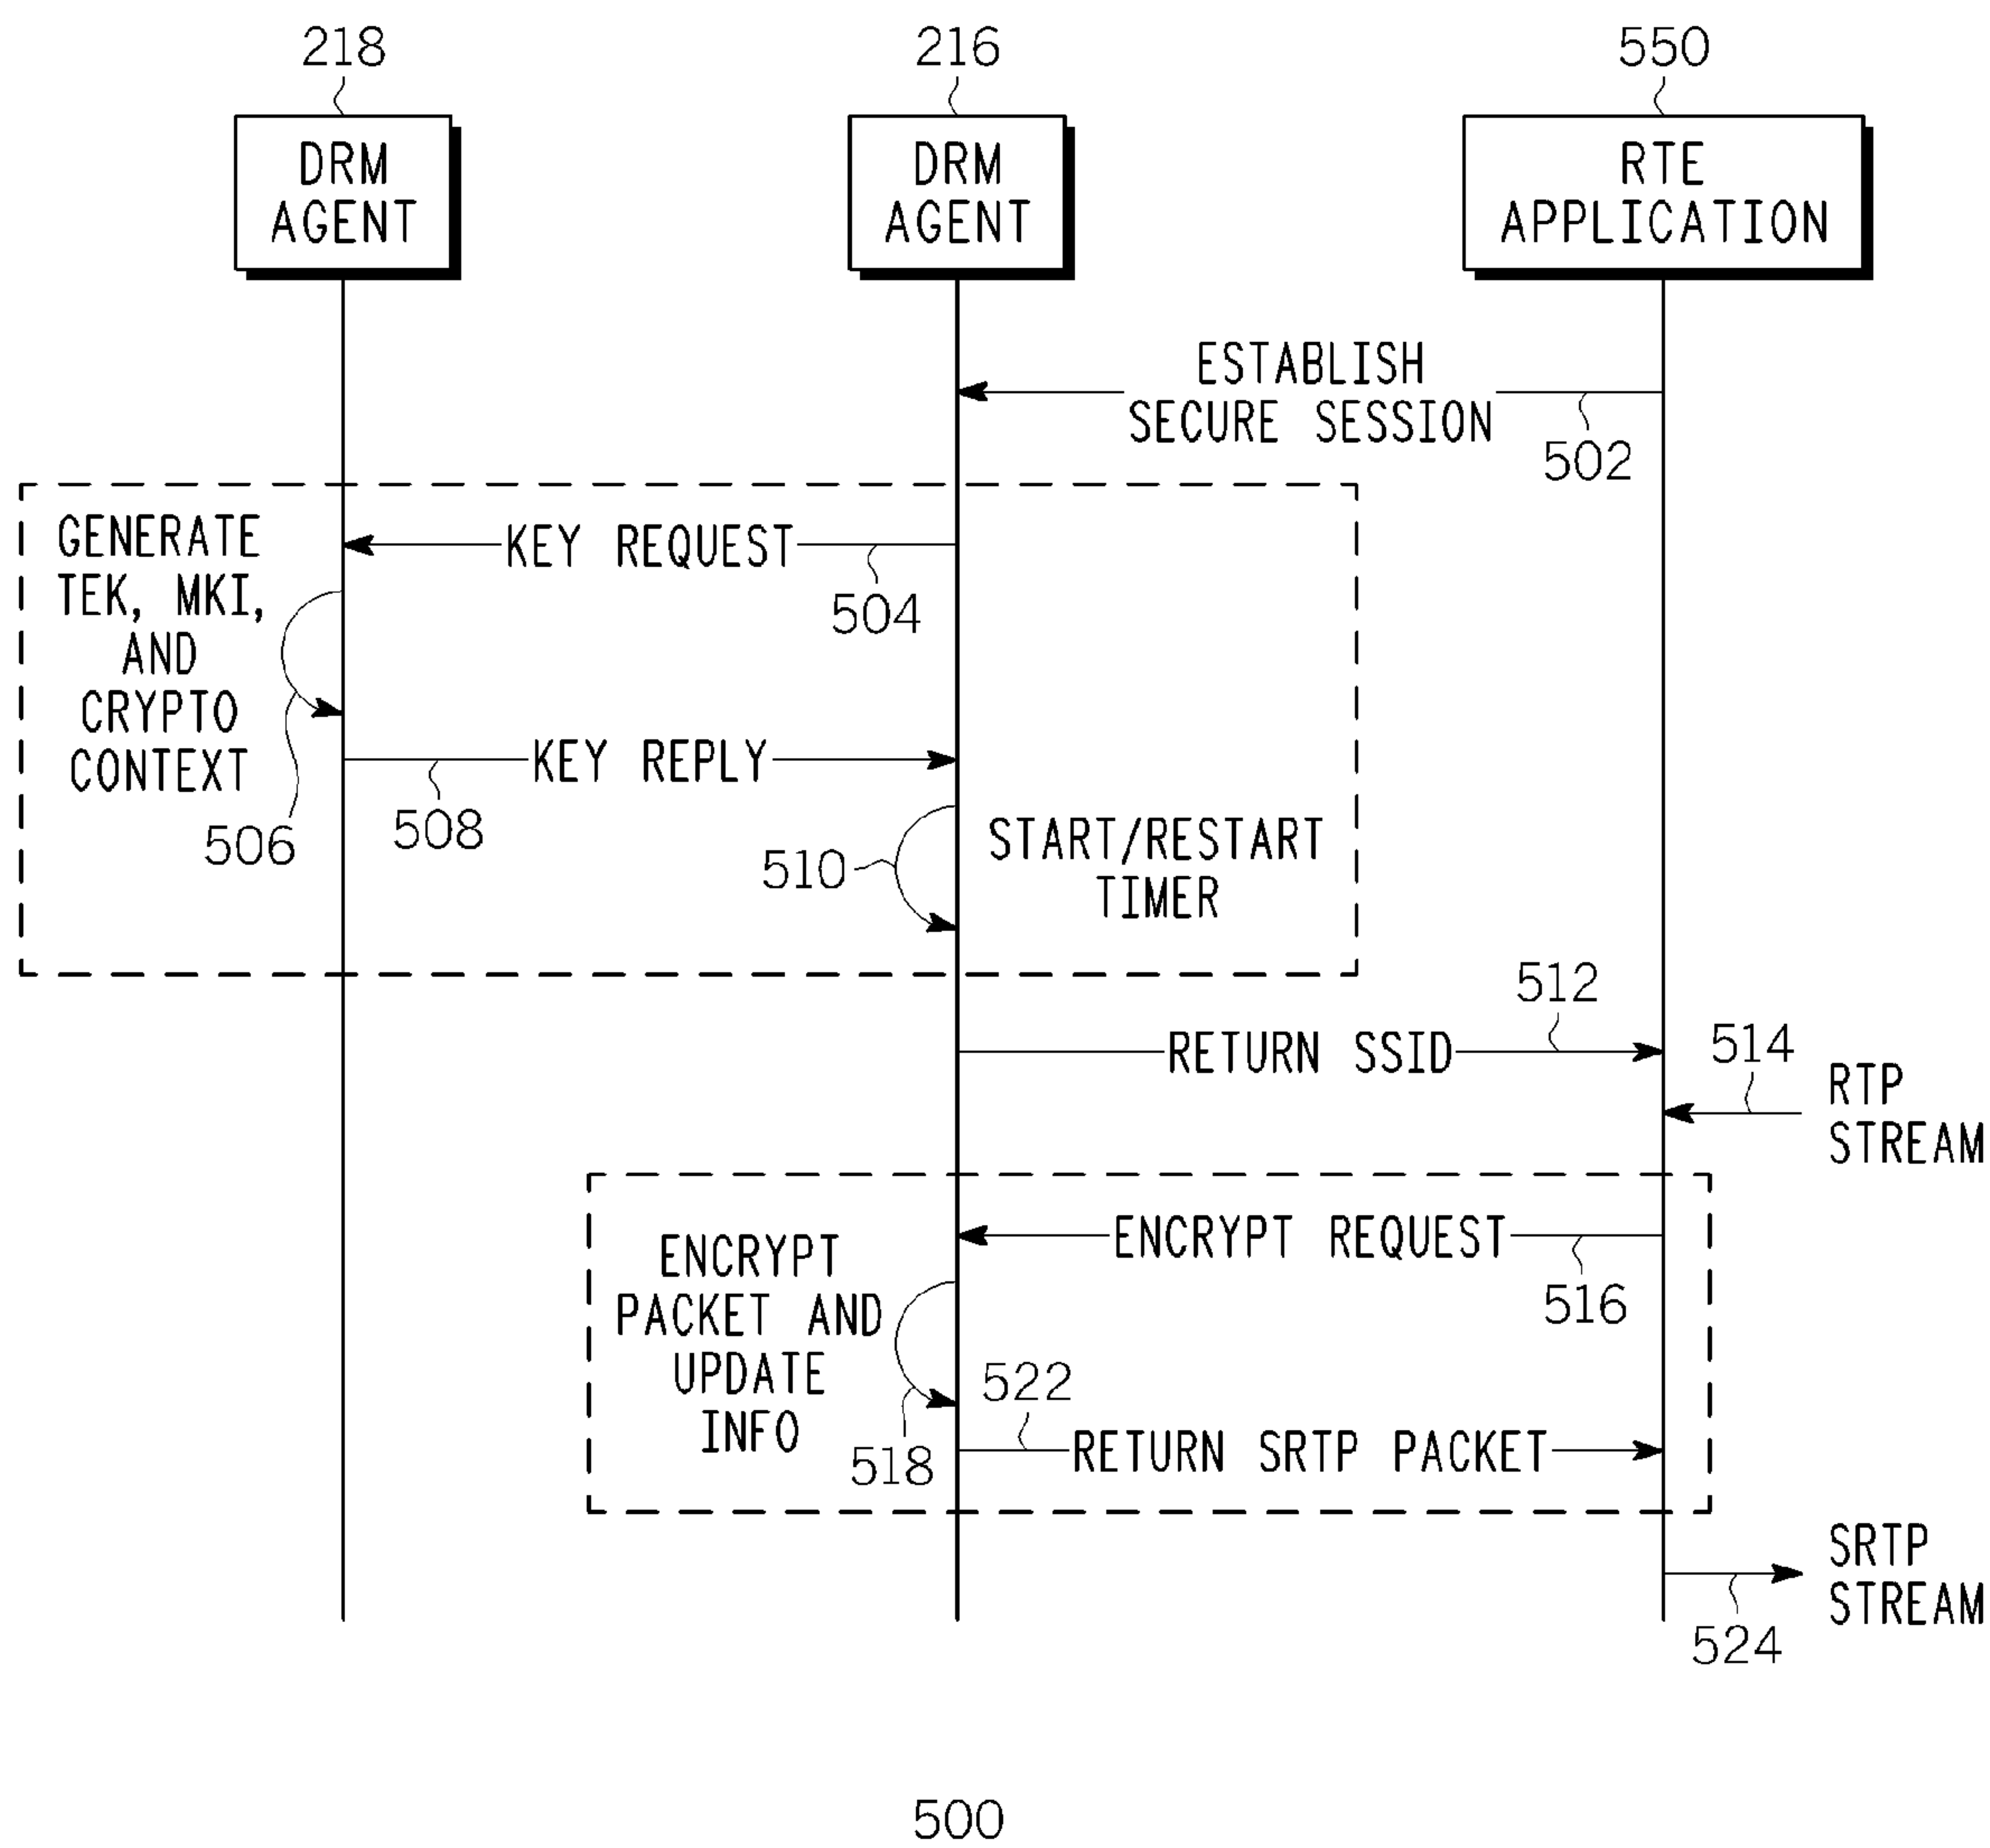 218
216
550
DRM
AGENT
DRM
AGENT
RTE
APPLICATION
ESTABLISH
SECURE SESSION
502
GENERATE
TEK, MKI,
AND
CRYPTO
CONTEXT
KEY REQUEST
504
506
KEY REPLY
508
510
START/RESTART
TIMER
512
RETURN SSID
514
RTP
STREAM
ENCRYPT REQUEST
516
ENCRYPT
PACKET AND
UPDATE
INFO
518
522
RETURN SRTP PACKET
SRTP
STREAM
524
500